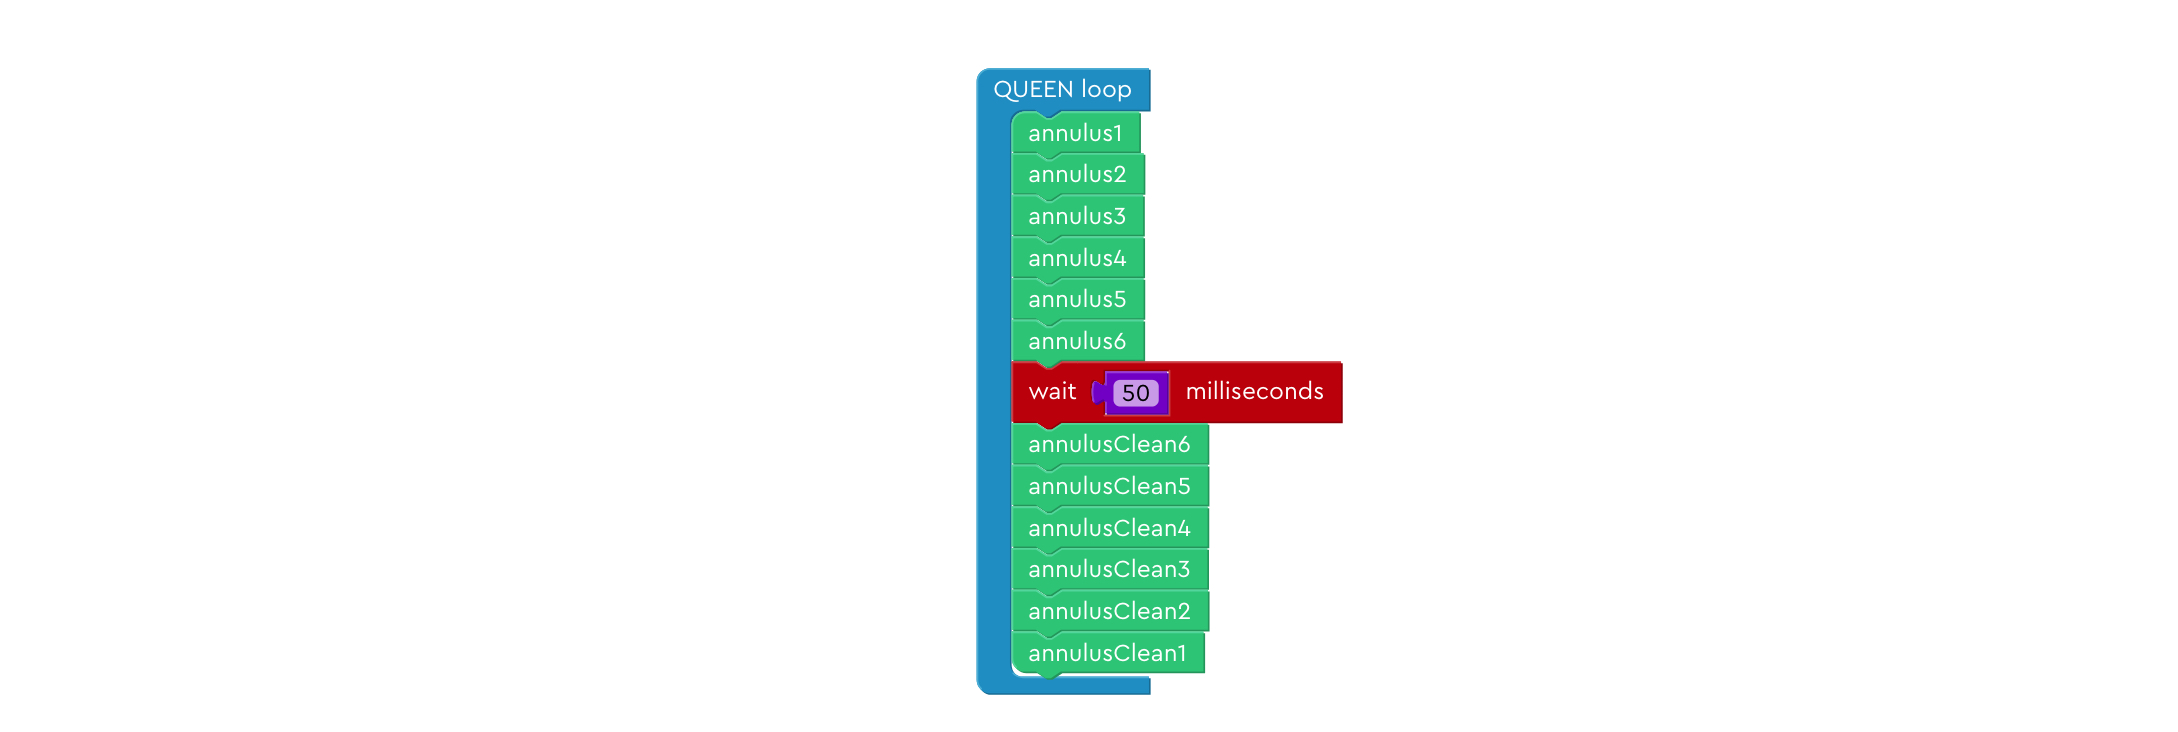 QUEEN loop
annulus1
annulus2
annulus3
annulus4
annulus5
annulus6
wait 50 milliseconds
annulusClean6
annulusClean5
annulusClean4
annulusClean3
annulusClean2
annulusClean1